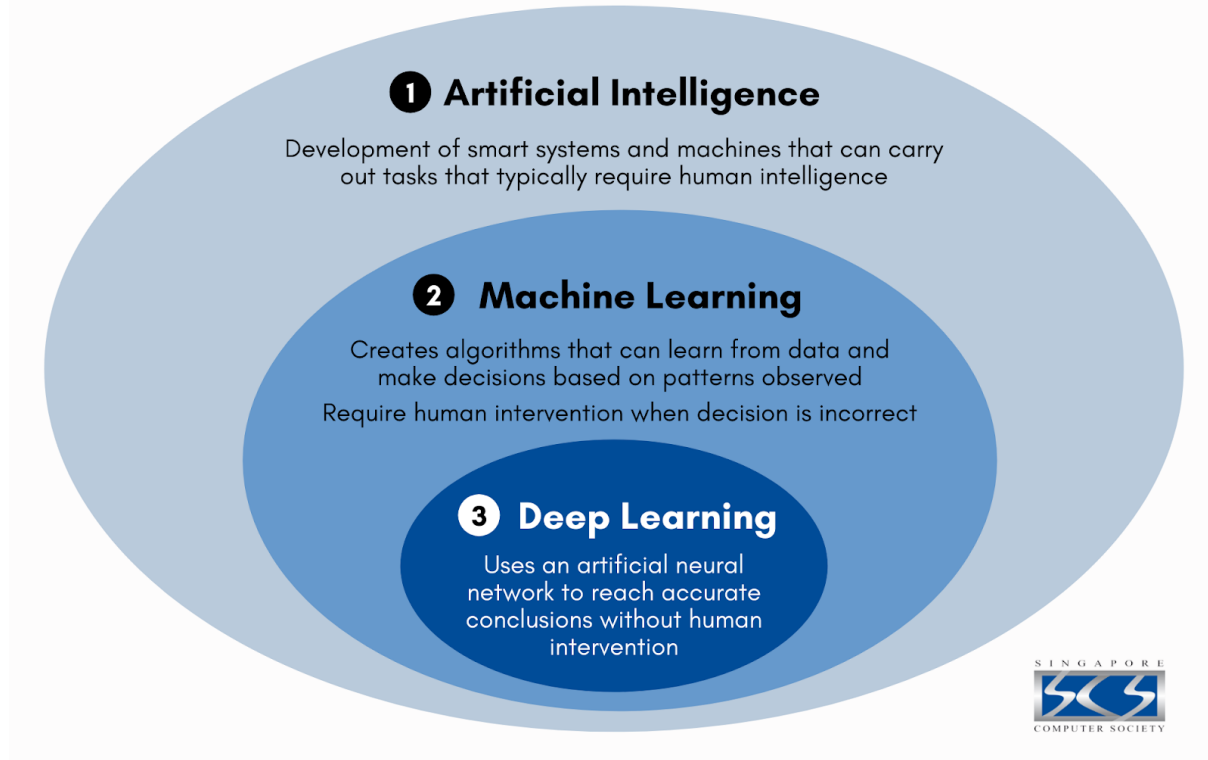 1 Artificial Intelligence
Development of smart systems and machines that can carry
out tasks that typically require human intelligence
2 Machine Learning
Creates algorithms that can learn from data and
make decisions based on patterns observed
Require human intervention when decision is incorrect
3 Deep Learning
Uses an artificial neural
network to reach accurate
conclusions without human
intervention
SINGAPORE
SCS
COMPUTER SOCIETY